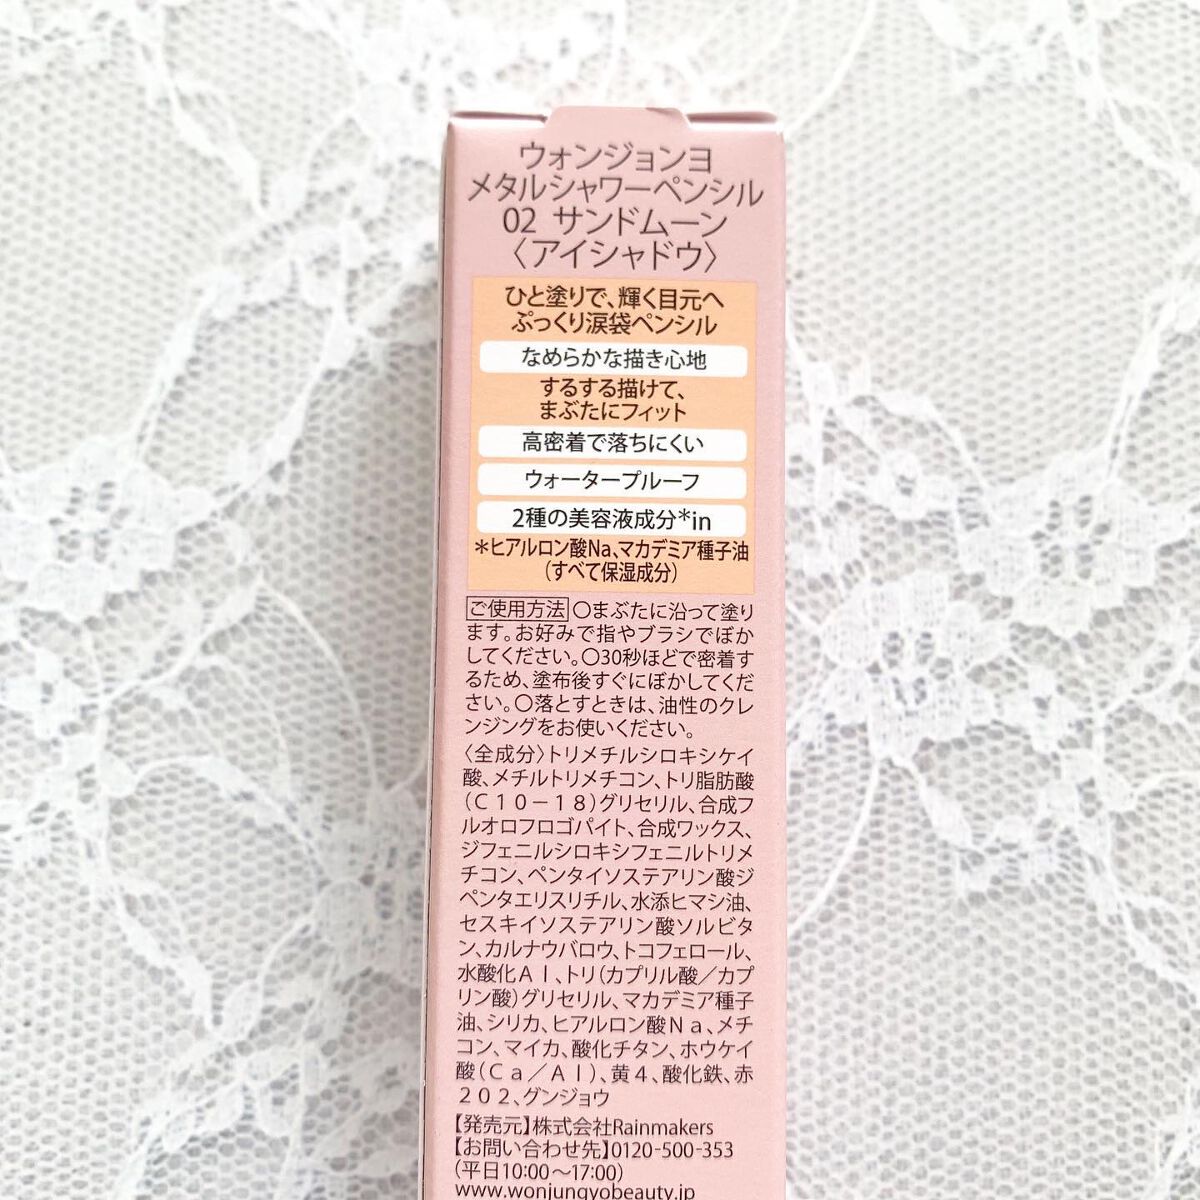 ウォンジョンヨ
メタルシャワーペンシル
02 サンドムーン
〈アイシャドウ〉
ひと塗りで、輝く目元へ
ぷっくり涙袋ペンシル
なめらかな描き心地
するする描けて、
まぶたにフィット
高密着で落ちにくい
ウォータープルーフ
2種の美容液成分*in
*ヒアルロン酸Na、マカデミア種子油
(すべて保湿成分)
ご使用方法 〇まぶたに沿って塗り
ます。お好みで指やブラシでぼか
してください。〇30秒ほどで密着す
るため、塗布後すぐにぼかしてくだ
さい。〇落とすときは、油性のクレ
ンジングをお使いください。
〈全成分〉トリメチルシロキシケイ
酸、メチルトリメチコン、トリ脂肪酸
(C10-18)グリセリル、合成フ
ルオロフロゴパイト、合成ワックス、
ジフェニルシロキシフェニルトリメ
チコン、ペンタイソステアリン酸ジ
ペンタエリスリチル、水添ヒマシ油、
セスキイソステアリン酸ソルビタ
ン、カルナウバロウ、トコフェロール、
水酸化Al、トリ(カプリル酸/カプ
リン酸)グリセリル、マカデミア種子
油、シリカ、ヒアルロン酸Na、メチ
コン、マイカ、酸化チタン、ホウケイ
酸(Ca/Al)、黄4、酸化鉄、赤
202、グンジョウ
【発売元】株式会社Rainmakers
【お問い合わせ先】0120-500-353
(平日10:00～17:00)
www.wonjungyobeauty.jp